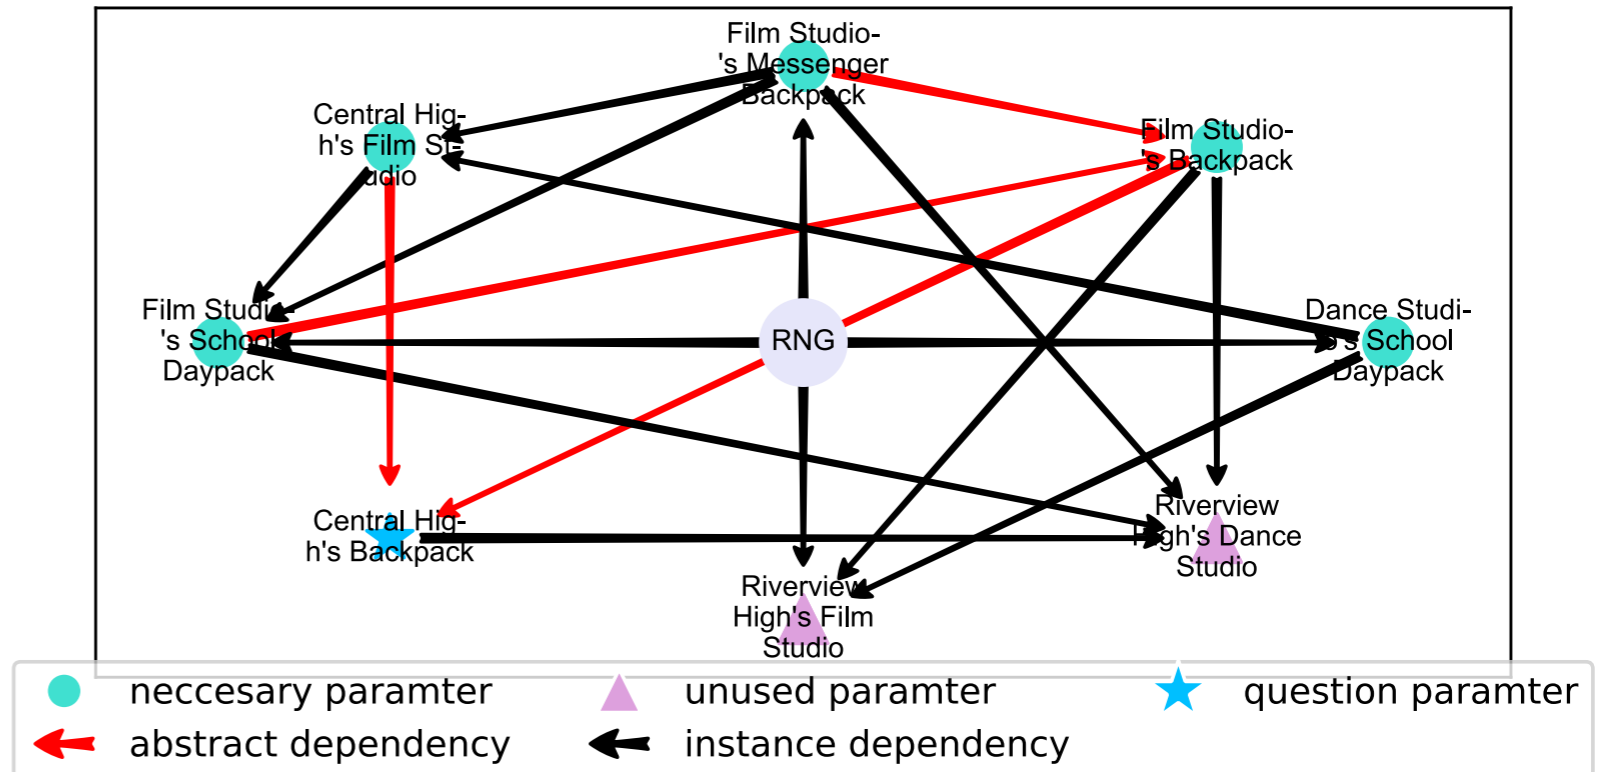 Film Studio-
's Messenger
Backpack
Central Hig-
h's Film St-
udio
Film Studio-
's Backpack
Film Studio-
's School
Daypack
RNG
Dance Studi-
o's School
Daypack
Central Hig-
h's Backpack
Riverview
High's Dance
Studio
Riverview
High's Film
Studio
neccesary paramter
unused paramter
question paramter
abstract dependency
instance dependency